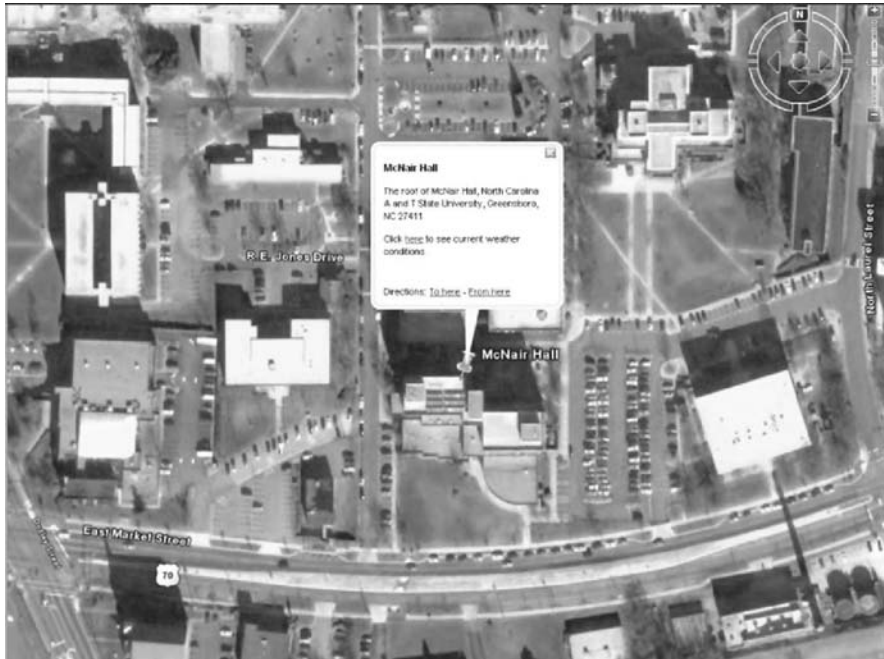 N
McNair Hall
The roof of McNair Hall, North Carolina
A and T State University, Greensboro,
NC 27411
Click here to see current weather
conditions
Directions: To here - From here
R.E. Jones Drive
North Laurel Street
McNair Hall
East Market Street
70